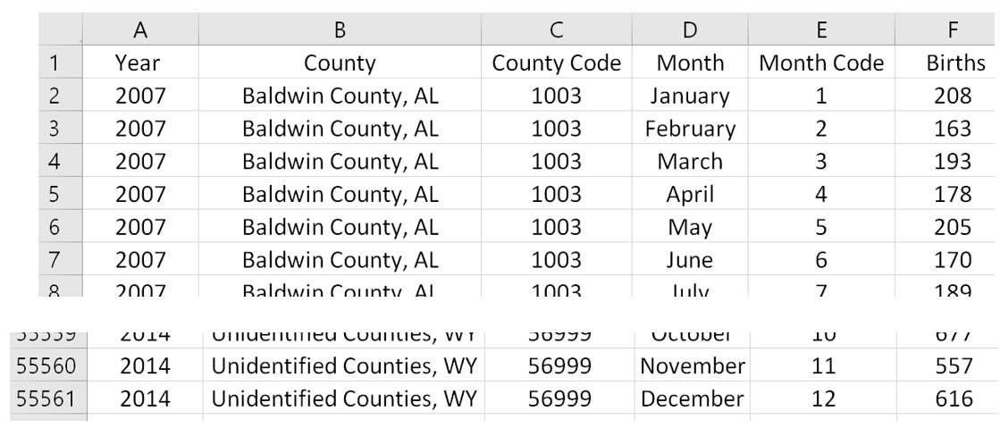 A B C D E F
1 Year County County Code Month Month Code Births
2 2007 Baldwin County, AL 1003 January 1 208
3 2007 Baldwin County, AL 1003 February 2 163
4 2007 Baldwin County, AL 1003 March 3 193
5 2007 Baldwin County, AL 1003 April 4 178
6 2007 Baldwin County, AL 1003 May 5 205
7 2007 Baldwin County, AL 1003 June 6 170
8 2007 Baldwin County, AL 1003 July 7 189
55559 2014 Unidentified Counties, WY 56999 October 10 677
55560 2014 Unidentified Counties, WY 56999 November 11 557
55561 2014 Unidentified Counties, WY 56999 December 12 616